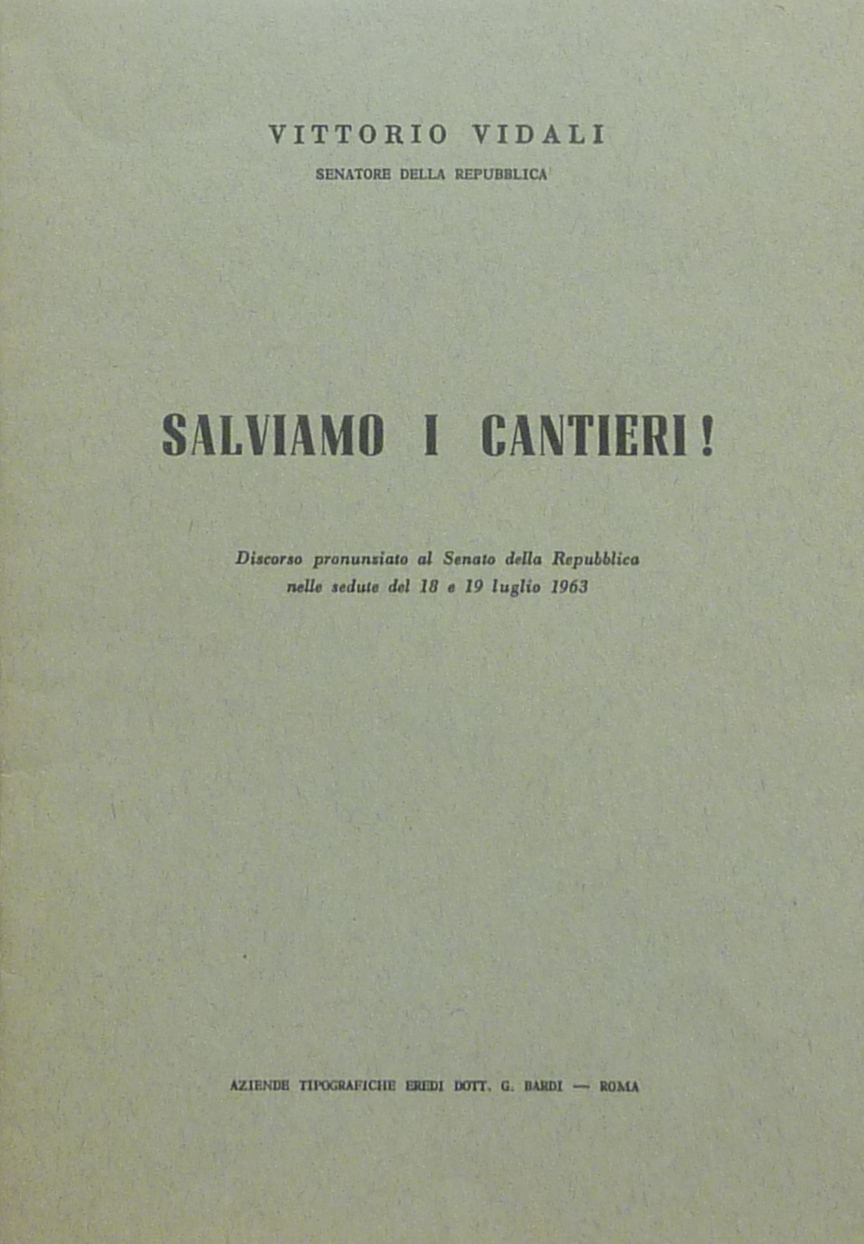 VITTORIO VIDALI
SENATORE DELLA REPUBBLICA
SALVIAMO I CANTIERI!
Discorso pronunziato al Senato della Repubblica
nelle sedute del 18 e 19 luglio 1963
AZIENDE TIPOGRAFICHE EREDI DOTT. G. BARDI — ROMA